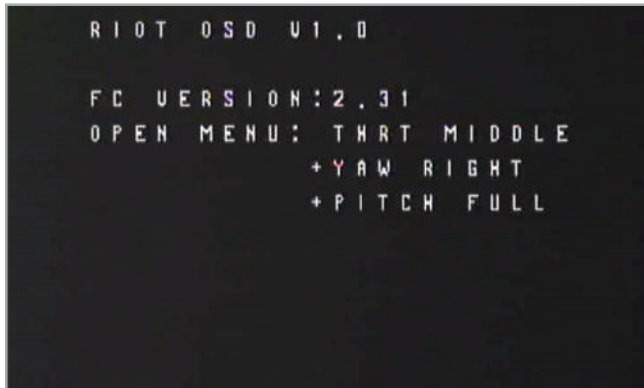 RIOT OSD V1.0
FC VERSION:2.31
OPEN MENU: THRT MIDDLE
+YAW RIGHT
+PITCH FULL